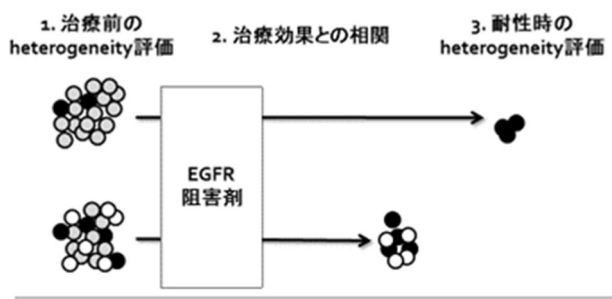 1. 治療前の
heterogeneity評価
2. 治療効果との相関
3. 耐性時の
heterogeneity評価
EGFR
阻害剤